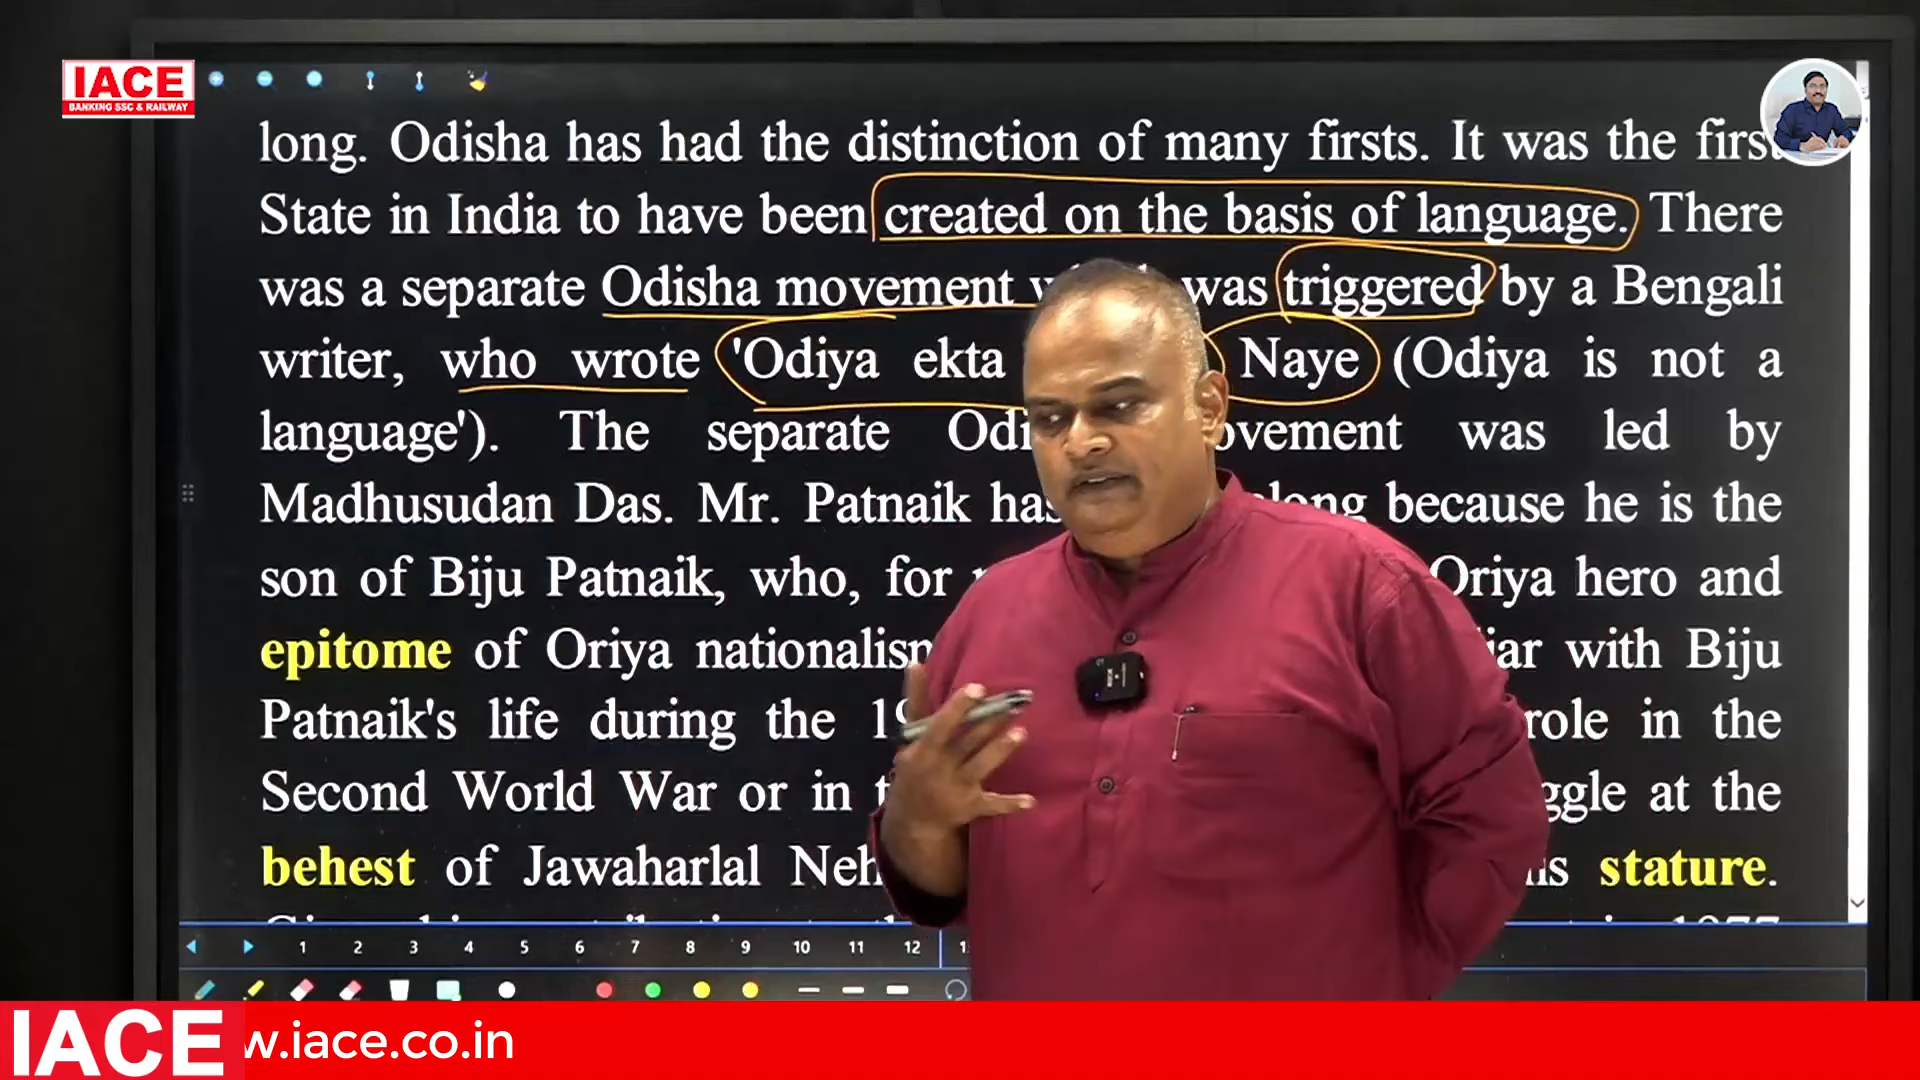 IACE
BANKING SSC & RAILWAY
long. Odisha has had the distinction of many firsts. It was the first
State in India to have been created on the basis of language. There
was a separate Odisha movement was triggered by a Bengali
writer, who wrote 'Odiya ekta Naye (Odiya is not a
language'). The separate ovement was led by
Madhusudan Das. Mr. Patnaik has because he is the
son of Biju Patnaik, who, for Oriya hero and
epitome of Oriya nationalism with Biju
Patnaik's life during the role in the
Second World War or in at the
behest of Jawaharlal stature.
1 2 3 4 5 6 7 8 9 10 11 12
IACE w.iace.co.in